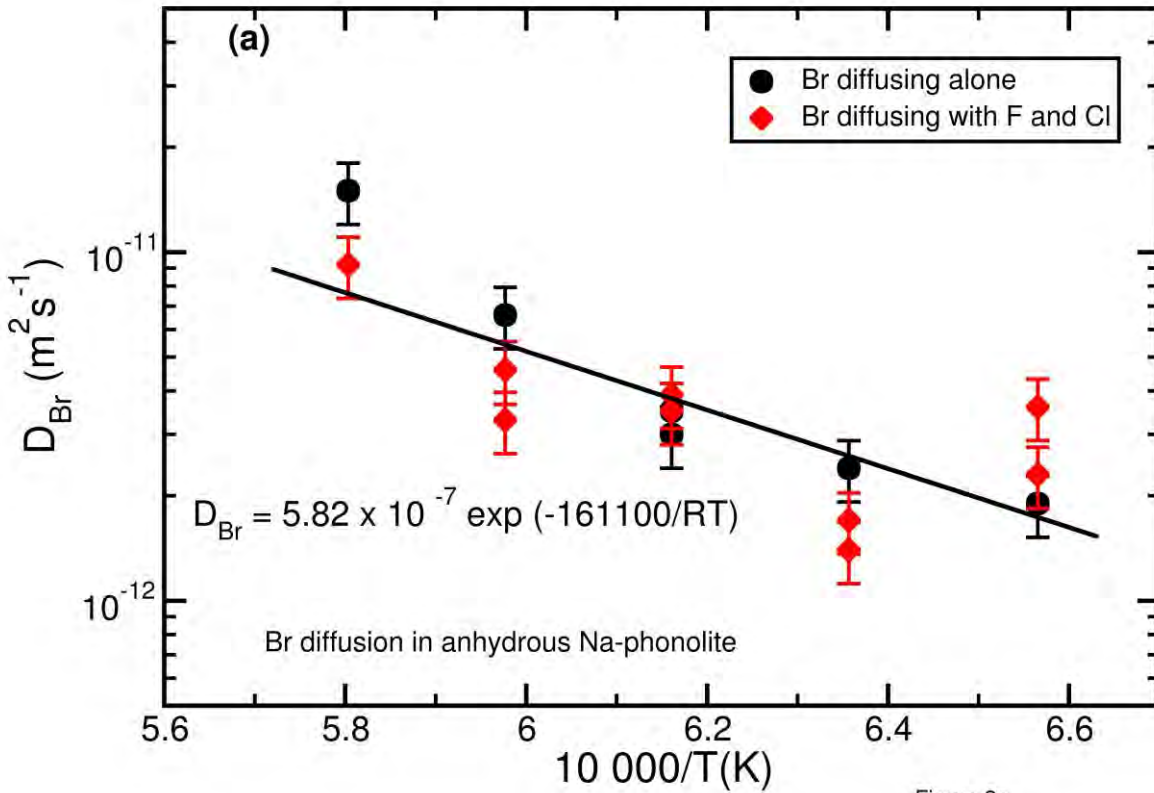 (a)
Br diffusing alone
Br diffusing with F and Cl
10^-11
10^-12
D_Br (m^2 s^-1)
D_Br = 5.82 x 10^-7 exp (-161100/RT)
Br diffusion in anhydrous Na-phonolite
5.6 5.8 6 6.2 6.4 6.6
10 000/T(K)